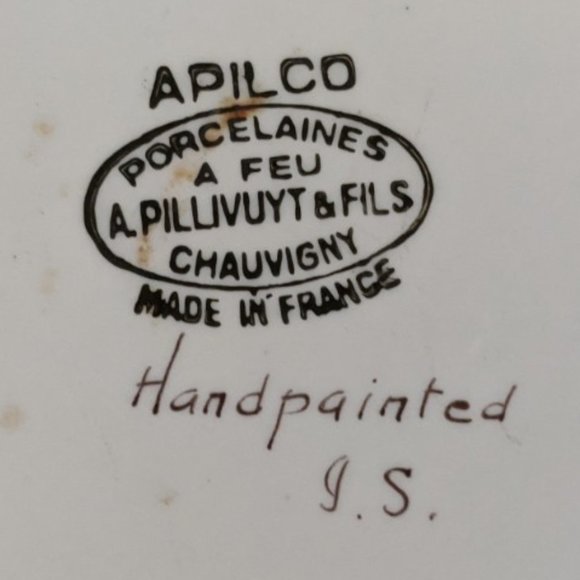 APILCO
PORCELAINES
A FEU
A. PILLIVUYT & FILS
CHAUVIGNY
MADE IN FRANCE
Handpainted
J. S.